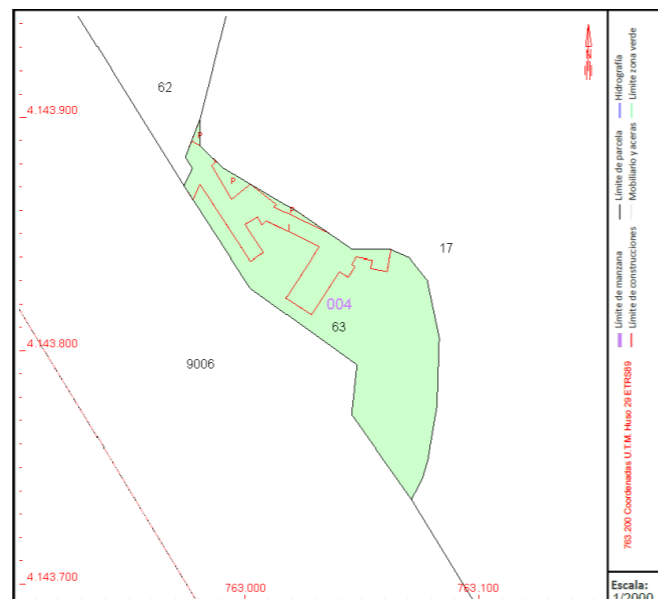 62
4.143.900
P
P
P
I
17
004
63
4.143.800
9006
4.143.700
763.000
763.100
Hidrografía
Límite zona verde
Límite de parcela
Mobiliario y aceras
Límite de manzana
Límite de construcciones
763.200 Coordenadas U.T.M. Huso 29 ETRS89
Escala:
1/2000